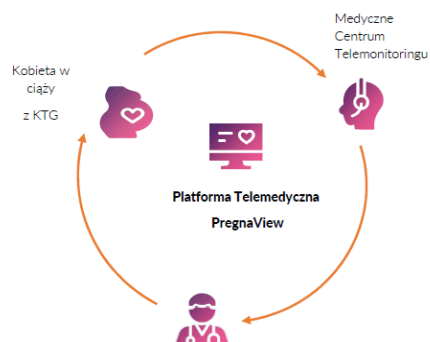 Medyczne
Centrum
Telemonitoringu
Kobieta w
ciąży
z KTG
Platforma Telemedyczna
PregnaView